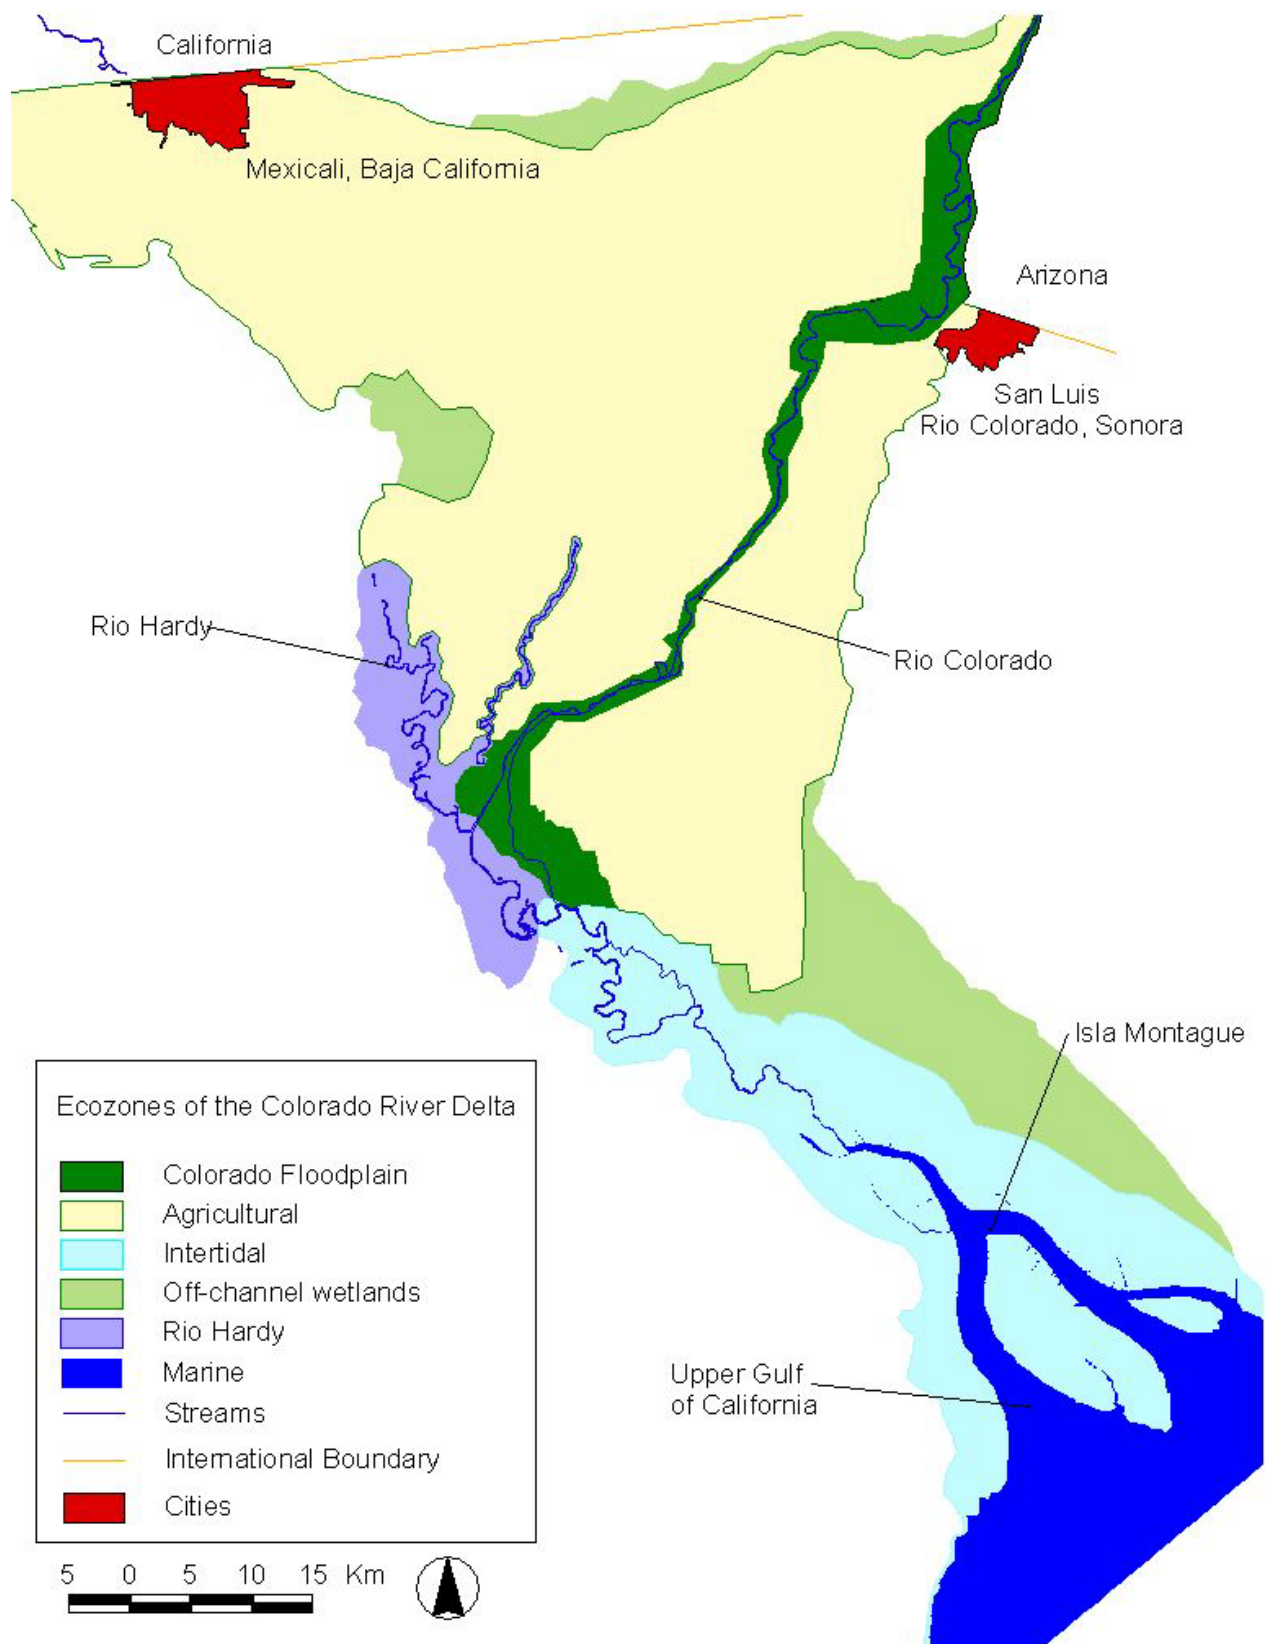 California
Mexicali, Baja California
Arizona
San Luis
Rio Colorado, Sonora
Rio Hardy
Rio Colorado
Isla Montague
Upper Gulf
of California
Ecozones of the Colorado River Delta
Colorado Floodplain
Agricultural
Intertidal
Off-channel wetlands
Rio Hardy
Marine
Streams
International Boundary
Cities
5 0 5 10 15 Km